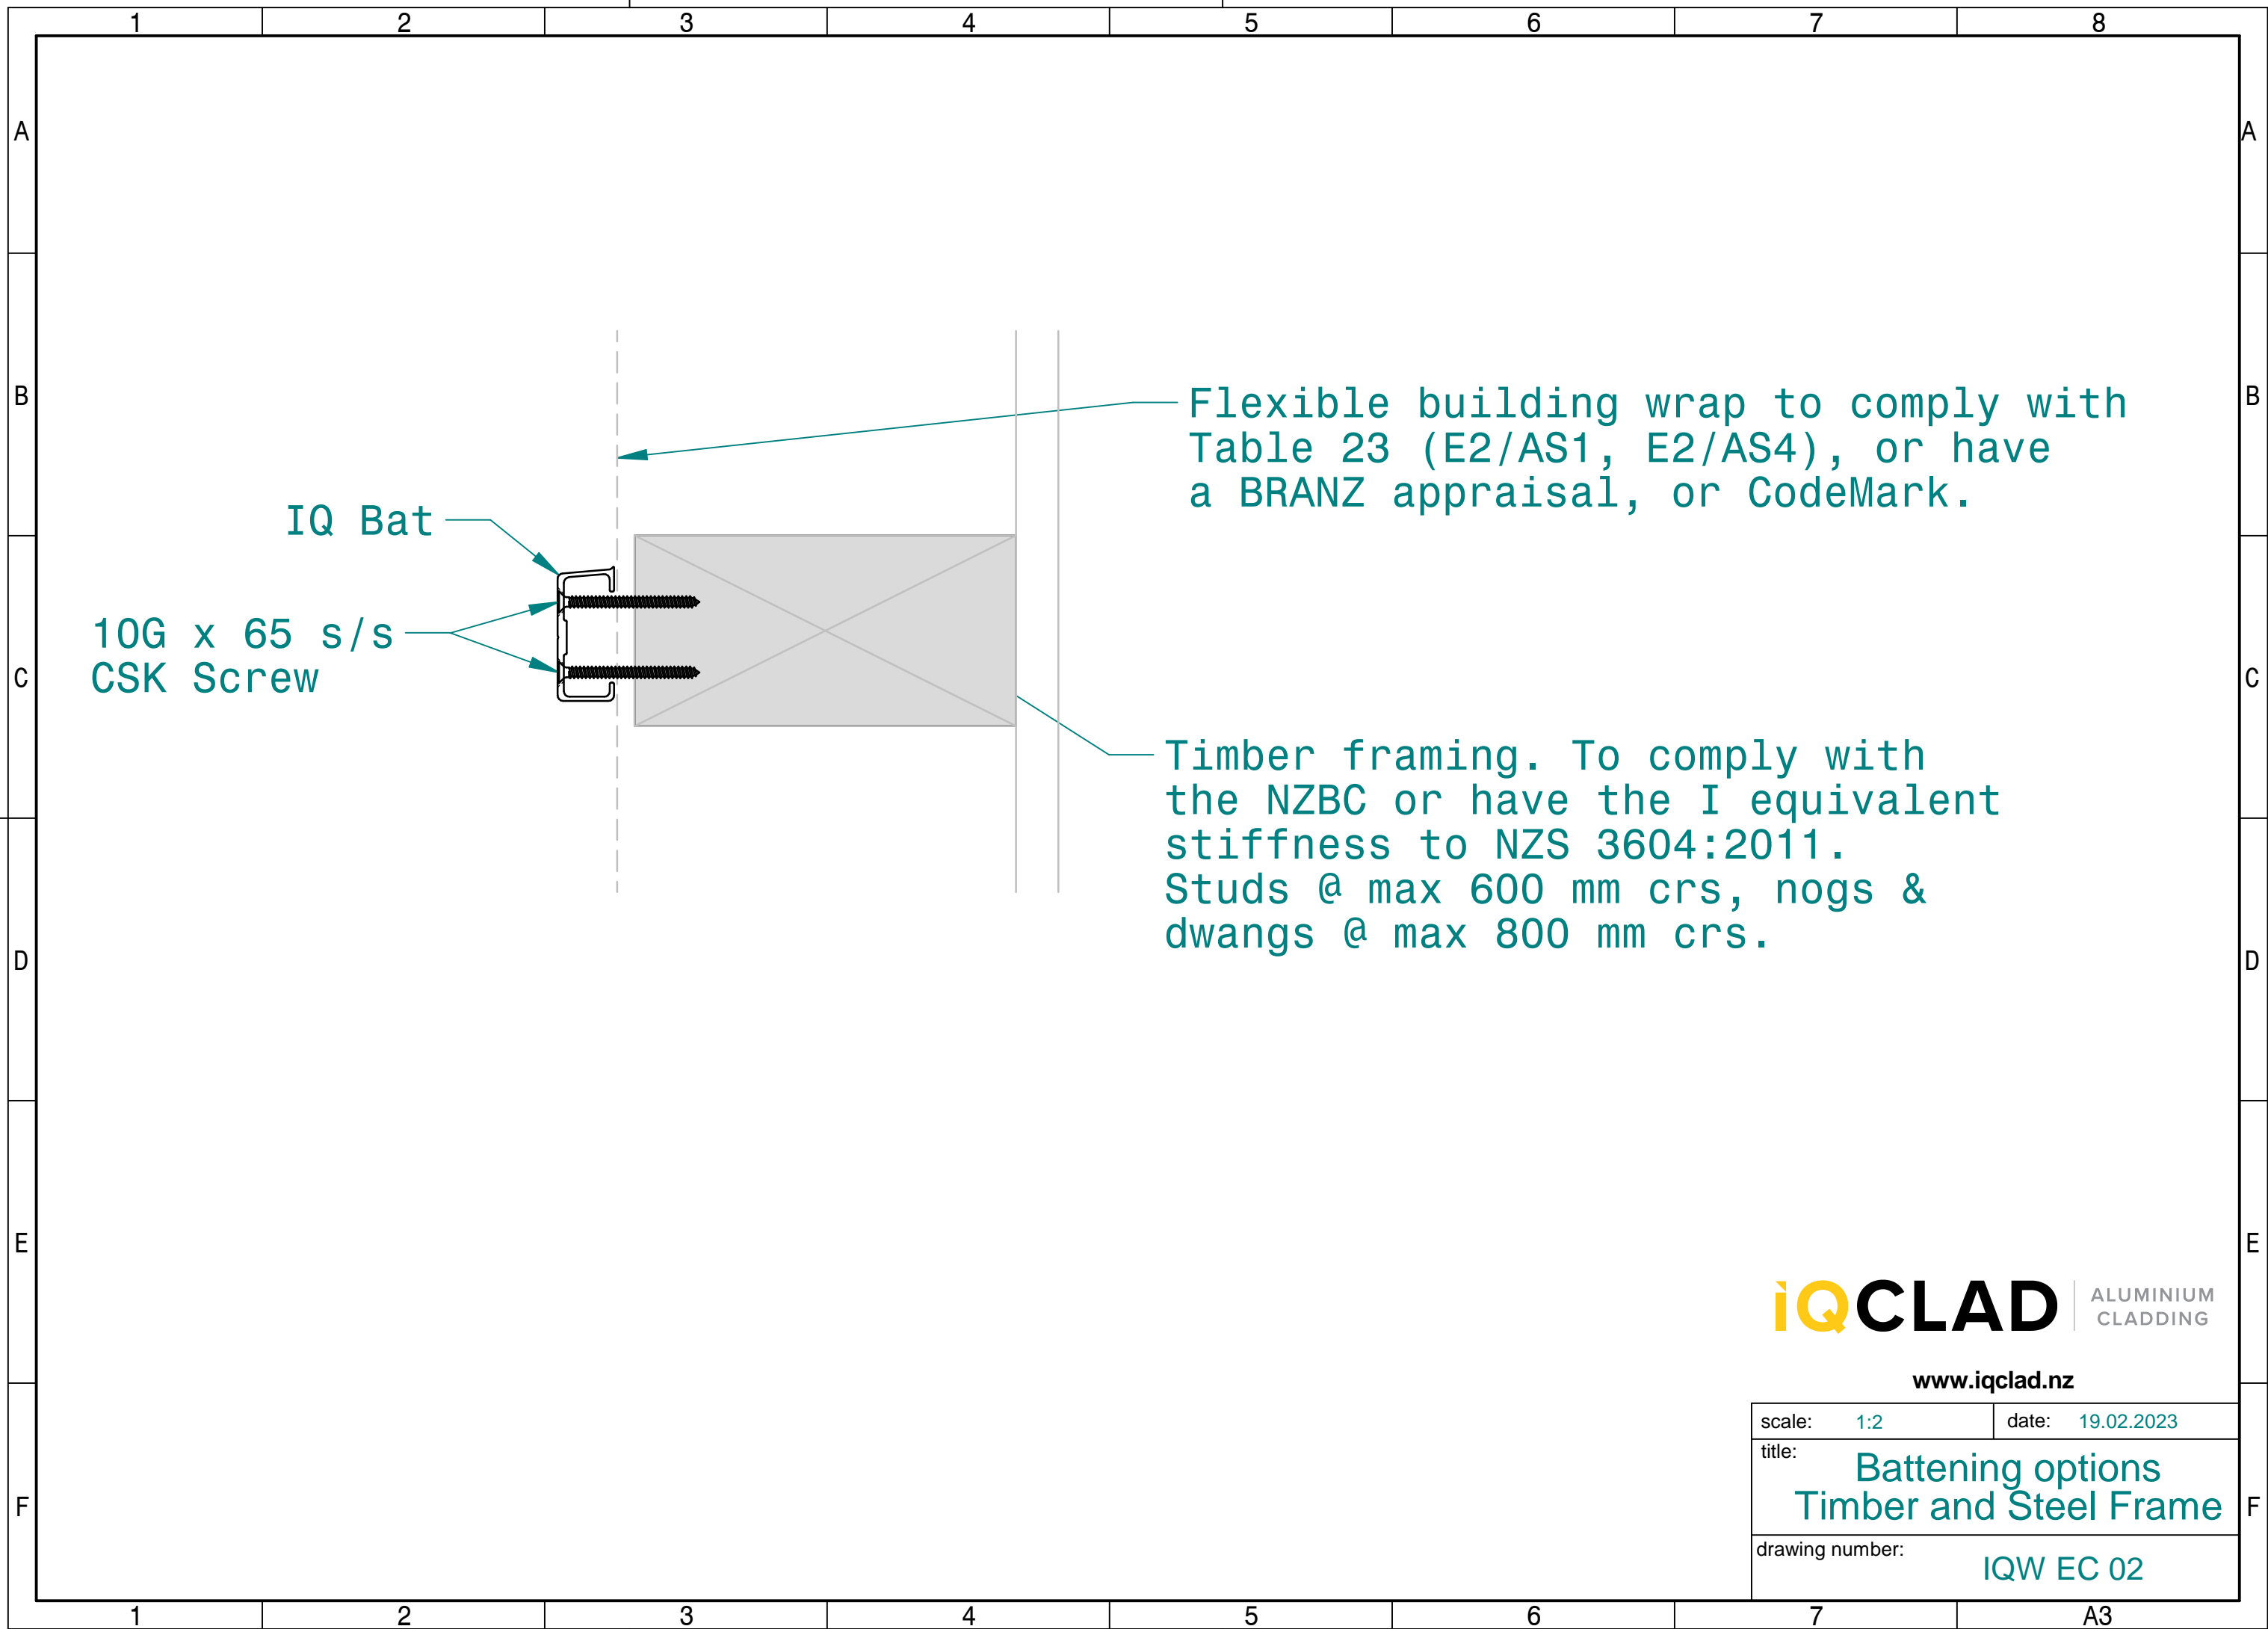 1 2 3 4 5 6 7 8
A A
B B
Flexible building wrap to comply with
Table 23 (E2/AS1, E2/AS4), or have
a BRANZ appraisal, or CodeMark.
IQ Bat
10G x 65 s/s
CSK Screw
C C
Timber framing. To comply with
the NZBC or have the I equivalent
stiffness to NZS 3604:2011.
Studs @ max 600 mm crs, nogs &
dwangs @ max 800 mm crs.
D D
E E
iQCLAD
ALUMINIUM
CLADDING
www.iqclad.nz
scale: 1:2 date: 19.02.2023
title: Battening options
Timber and Steel Frame
F F
drawing number: IQW EC 02
1 2 3 4 5 6 7 A3